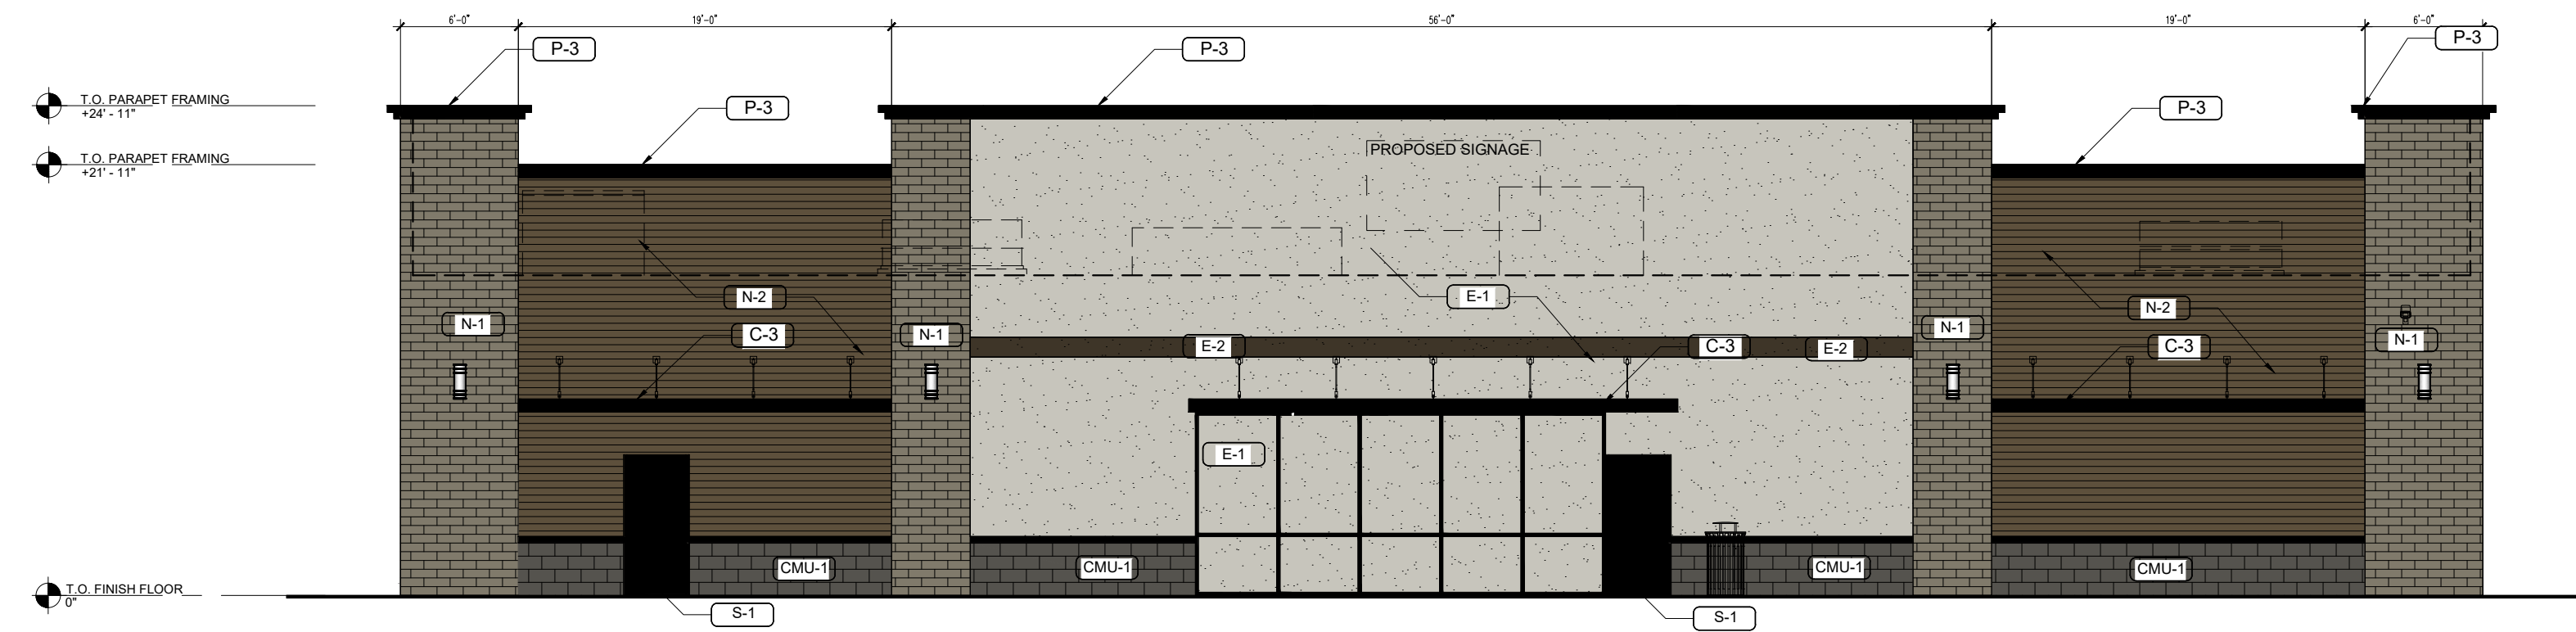 6'-0"
19'-0"
56'-0"
19'-0"
6'-0"
P-3
P-3
P-3
T.O. PARAPET FRAMING
+24' - 11"
P-3
P-3
T.O. PARAPET FRAMING
+21' - 11"
PROPOSED SIGNAGE
N-2
E-1
N-2
N-1
C-3
N-1
E-2
C-3
E-2
N-1
C-3
N-1
E-1
CMU-1
CMU-1
CMU-1
CMU-1
T.O. FINISH FLOOR
0"
S-1
S-1